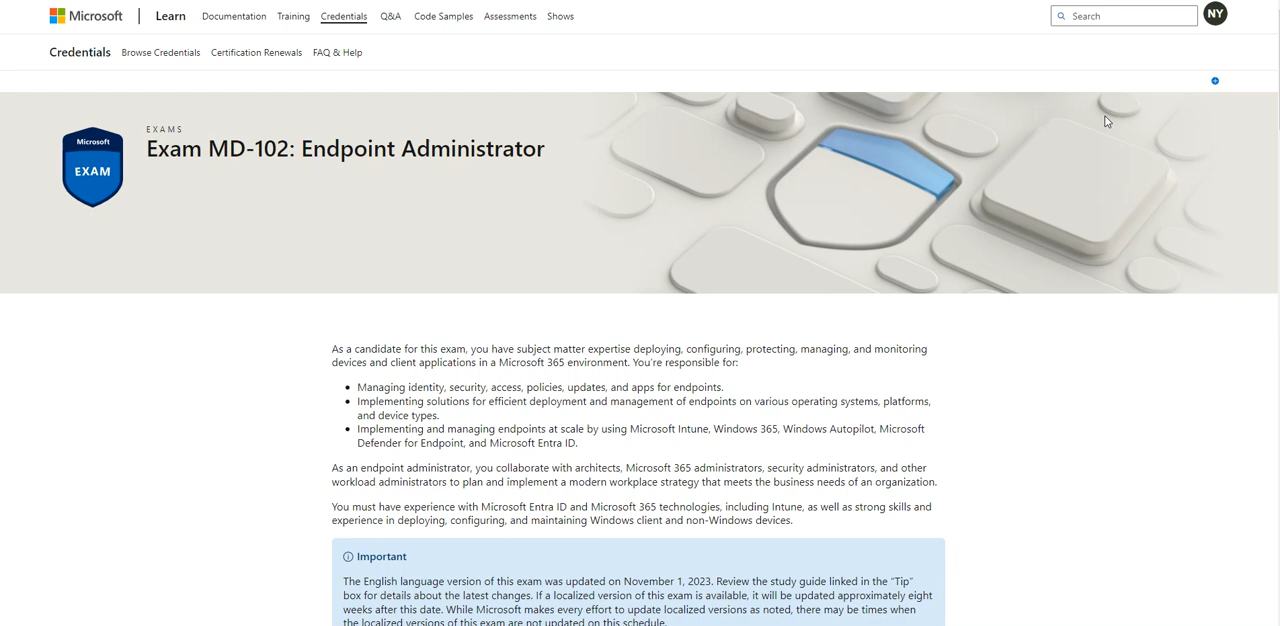 Microsoft Learn Documentation Training Credentials Q&A Code Samples Assessments Shows Search NY
Credentials Browse Credentials Certification Renewals FAQ & Help
Microsoft
EXAM
EXAMS
Exam MD-102: Endpoint Administrator
As a candidate for this exam, you have subject matter expertise deploying, configuring, protecting, managing, and monitoring
devices and client applications in a Microsoft 365 environment. You're responsible for:
• Managing identity, security, access, policies, updates, and apps for endpoints.
• Implementing solutions for efficient deployment and management of endpoints on various operating systems, platforms,
and device types.
• Implementing and managing endpoints at scale by using Microsoft Intune, Windows 365, Windows Autopilot, Microsoft
Defender for Endpoint, and Microsoft Entra ID.
As an endpoint administrator, you collaborate with architects, Microsoft 365 administrators, security administrators, and other
workload administrators to plan and implement a modern workplace strategy that meets the business needs of an organization.
You must have experience with Microsoft Entra ID and Microsoft 365 technologies, including Intune, as well as strong skills and
experience in deploying, configuring, and maintaining Windows client and non-Windows devices.
Important
The English language version of this exam was updated on November 1, 2023. Review the study guide linked in the “Tip”
box for details about the latest changes. If a localized version of this exam is available, it will be updated approximately eight
weeks after this date. While Microsoft makes every effort to update localized versions as noted, there may be times when
the localized versions of this exam are not updated on this schedule.